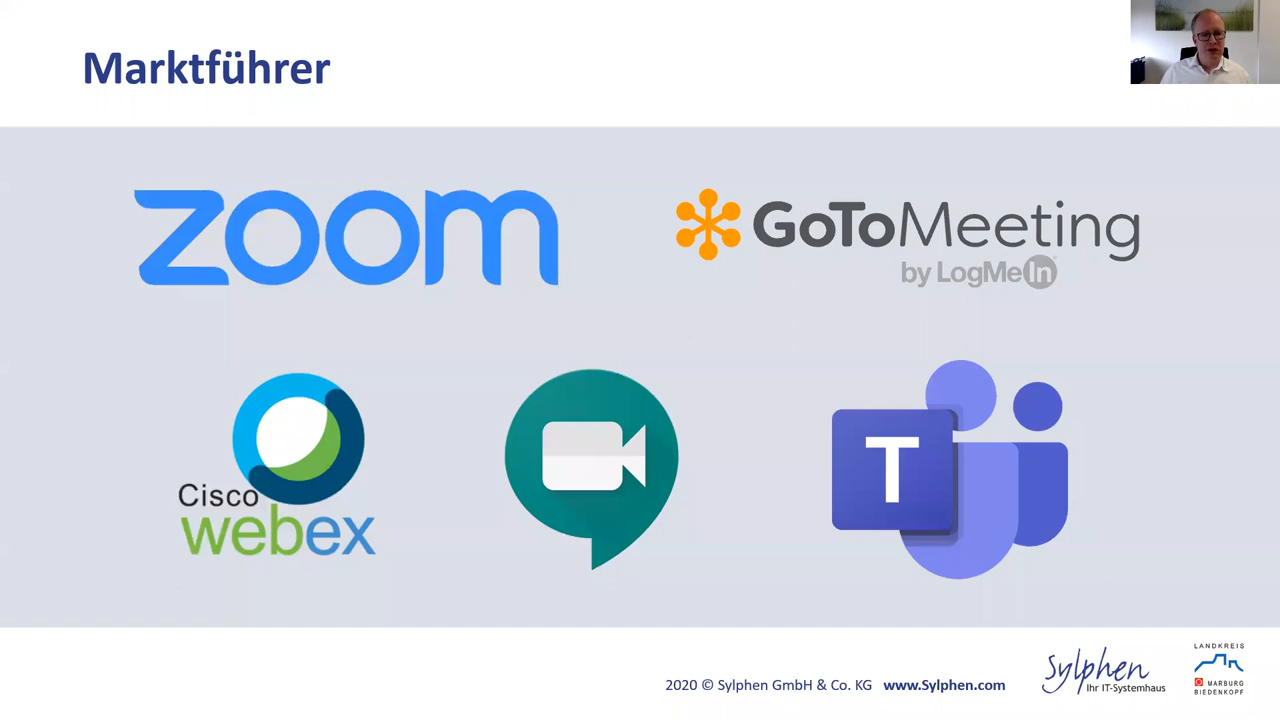 Marktführer
zoom
GoToMeeting
by LogMeIn
Cisco
webex
T
2020 © Sylphen GmbH & Co. KG www.Sylphen.com
Sylphen
Ihr IT-Systemhaus
LANDKREIS
MARBURG
BIEDENKOPF